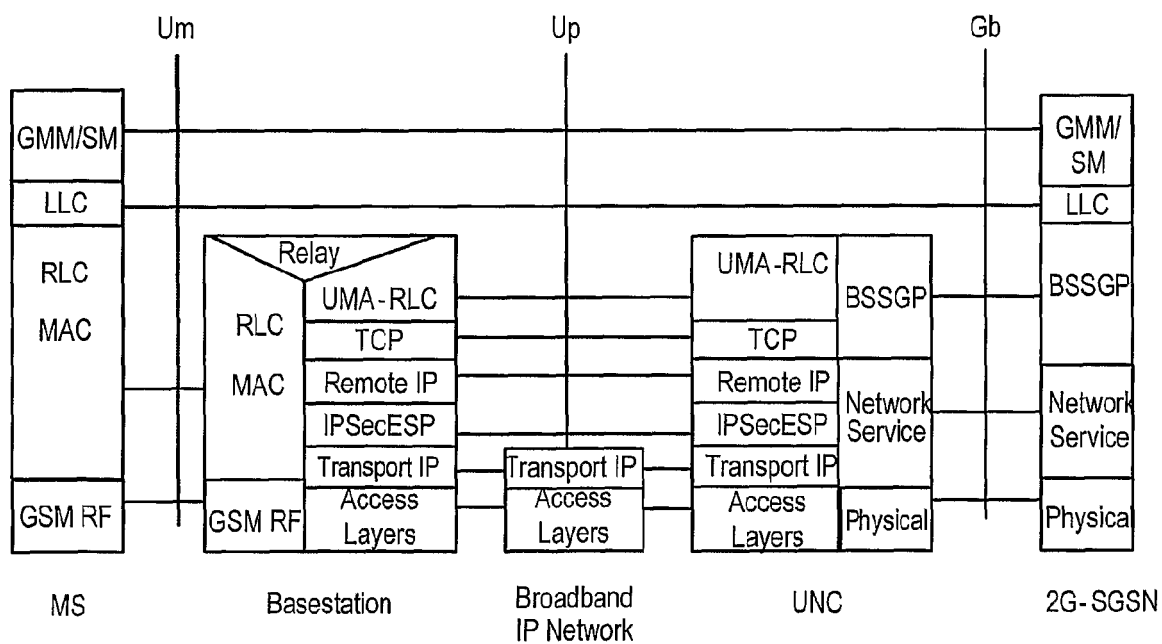 Um
Up
Gb
GMM/SM
LLC
RLC
MAC
GSM RF
Relay
RLC
MAC
GSM RF
UMA-RLC
TCP
Remote IP
IPSecESP
Transport IP
Access
Layers
Transport IP
Access
Layers
UMA-RLC
TCP
Remote IP
IPSecESP
Transport IP
Access
Layers
BSSGP
Network
Service
Physical
GMM/
SM
LLC
BSSGP
Network
Service
Physical
MS
Basestation
Broadband
IP Network
UNC
2G-SGSN